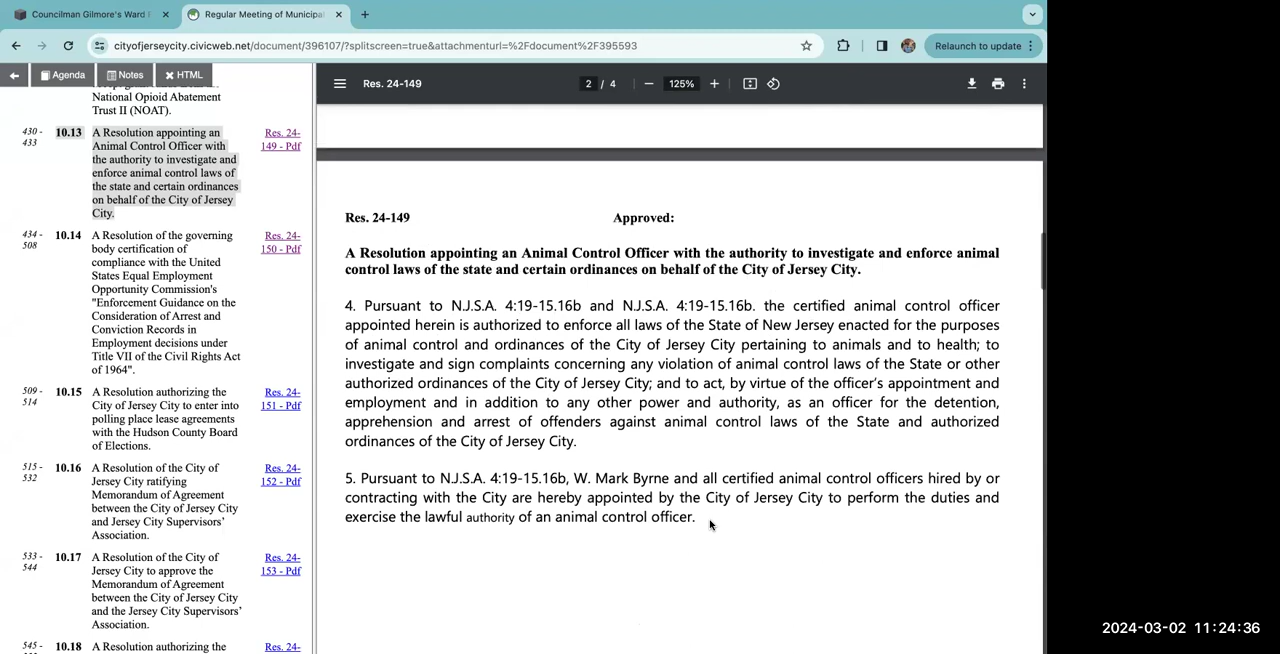 Councilman Gilmore's Ward
Regular Meeting of Municipal
cityofjerseycity.civicweb.net/document/396107/?splitscreen=true&attachmenturl=%2Fdocument%2F395593
Relaunch to update
Agenda
Notes
HTML
Res. 24-149
2 / 4
125%
National Opioid Abatement
Trust II (NOAT).
430 -
433
10.13
A Resolution appointing an
Animal Control Officer with
the authority to investigate and
enforce animal control laws of
the state and certain ordinances
on behalf of the City of Jersey
City.
Res. 24-
149 - Pdf
434 -
508
10.14
A Resolution of the governing
body certification of
compliance with the United
States Equal Employment
Opportunity Commission's
"Enforcement Guidance on the
Consideration of Arrest and
Conviction Records in
Employment decisions under
Title VII of the Civil Rights Act
of 1964".
Res. 24-
150 - Pdf
509 -
514
10.15
A Resolution authorizing the
City of Jersey City to enter into
polling place lease agreements
with the Hudson County Board
of Elections.
Res. 24-
151 - Pdf
515 -
532
10.16
A Resolution of the City of
Jersey City ratifying
Memorandum of Agreement
between the City of Jersey City
and Jersey City Supervisors'
Association.
Res. 24-
152 - Pdf
533 -
544
10.17
A Resolution of the City of
Jersey City to approve the
Memorandum of Agreement
between the City of Jersey City
and the Jersey City Supervisors'
Association.
Res. 24-
153 - Pdf
545 -
10.18
A Resolution authorizing the
Res. 24-
Res. 24-149
Approved:
A Resolution appointing an Animal Control Officer with the authority to investigate and enforce animal
control laws of the state and certain ordinances on behalf of the City of Jersey City.
4. Pursuant to N.J.S.A. 4:19-15.16b and N.J.S.A. 4:19-15.16b. the certified animal control officer
appointed herein is authorized to enforce all laws of the State of New Jersey enacted for the purposes
of animal control and ordinances of the City of Jersey City pertaining to animals and to health; to
investigate and sign complaints concerning any violation of animal control laws of the State or other
authorized ordinances of the City of Jersey City; and to act, by virtue of the officer's appointment and
employment and in addition to any other power and authority, as an officer for the detention,
apprehension and arrest of offenders against animal control laws of the State and authorized
ordinances of the City of Jersey City.
5. Pursuant to N.J.S.A. 4:19-15.16b, W. Mark Byrne and all certified animal control officers hired by or
contracting with the City are hereby appointed by the City of Jersey City to perform the duties and
exercise the lawful authority of an animal control officer.
2024-03-02 11:24:36